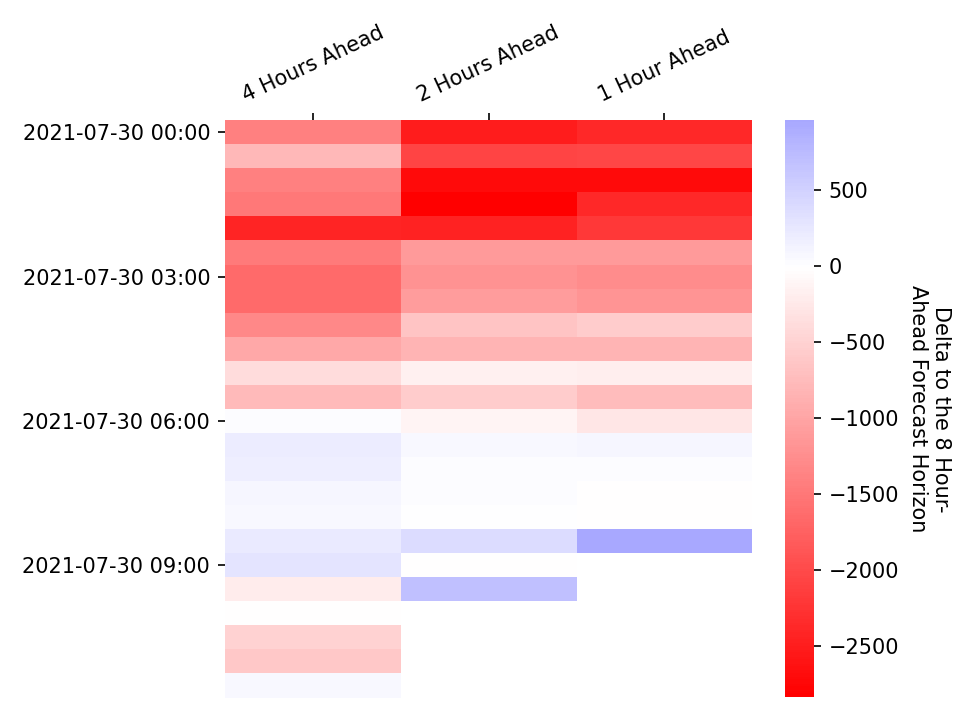 4 Hours Ahead
2 Hours Ahead
1 Hour Ahead
2021-07-30 00:00
2021-07-30 03:00
2021-07-30 06:00
2021-07-30 09:00
500
0
−500
−1000
−1500
−2000
−2500
Delta to the 8 Hour-
Ahead Forecast Horizon